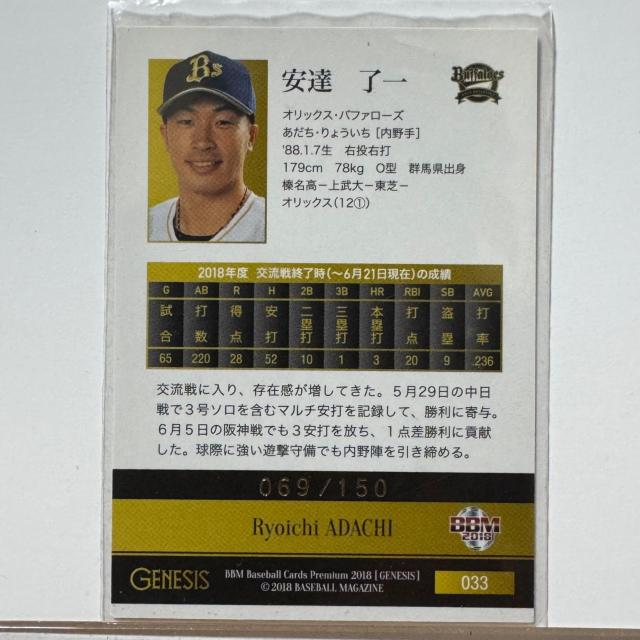 Bs
安達 了一
Buffaloes
オリックス・バファローズ
あだち・りょういち [内野手]
'88.1.7生 右投右打
179cm 78kg O型 群馬県出身
榛名高－上武大－東芝－
オリックス(12①)
2018年度 交流戦終了時(～6月21日現在)の成績
G AB R H 2B 3B HR RBI SB AVG
試合 打数 得点 安打 二塁打 三塁打 本塁打 打点 盗塁 打率
65 220 28 52 10 1 3 20 9 .236
交流戦に入り、存在感が増してきた。5月29日の中日
戦で3号ソロを含むマルチ安打を記録して、勝利に寄与。
6月5日の阪神戦でも3安打を放ち、1点差勝利に貢献
した。球際に強い遊撃守備でも内野陣を引き締める。
069/150
Ryoichi ADACHI
BBM
2018
GENESIS
BBM Baseball Cards Premium 2018 [GENESIS]
© 2018 BASEBALL MAGAZINE
033